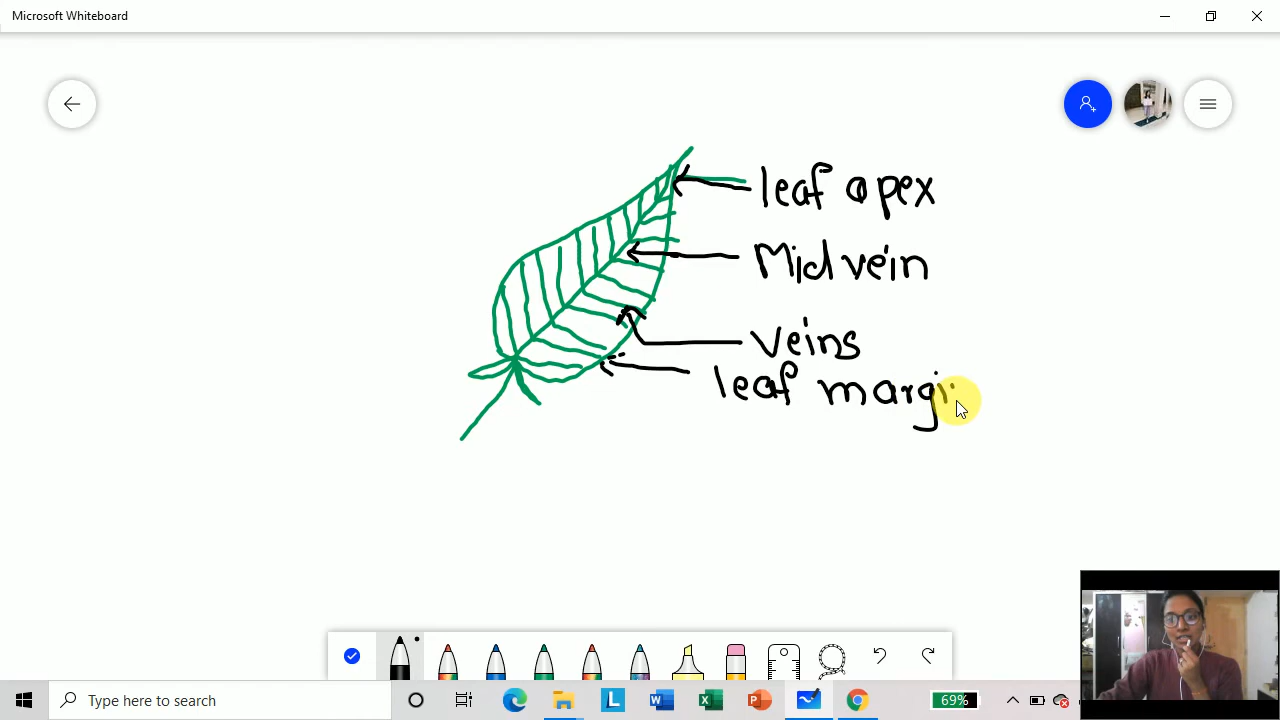 Microsoft Whiteboard
leaf apex
Midvein
Veins
leaf margi
Type here to search
69%